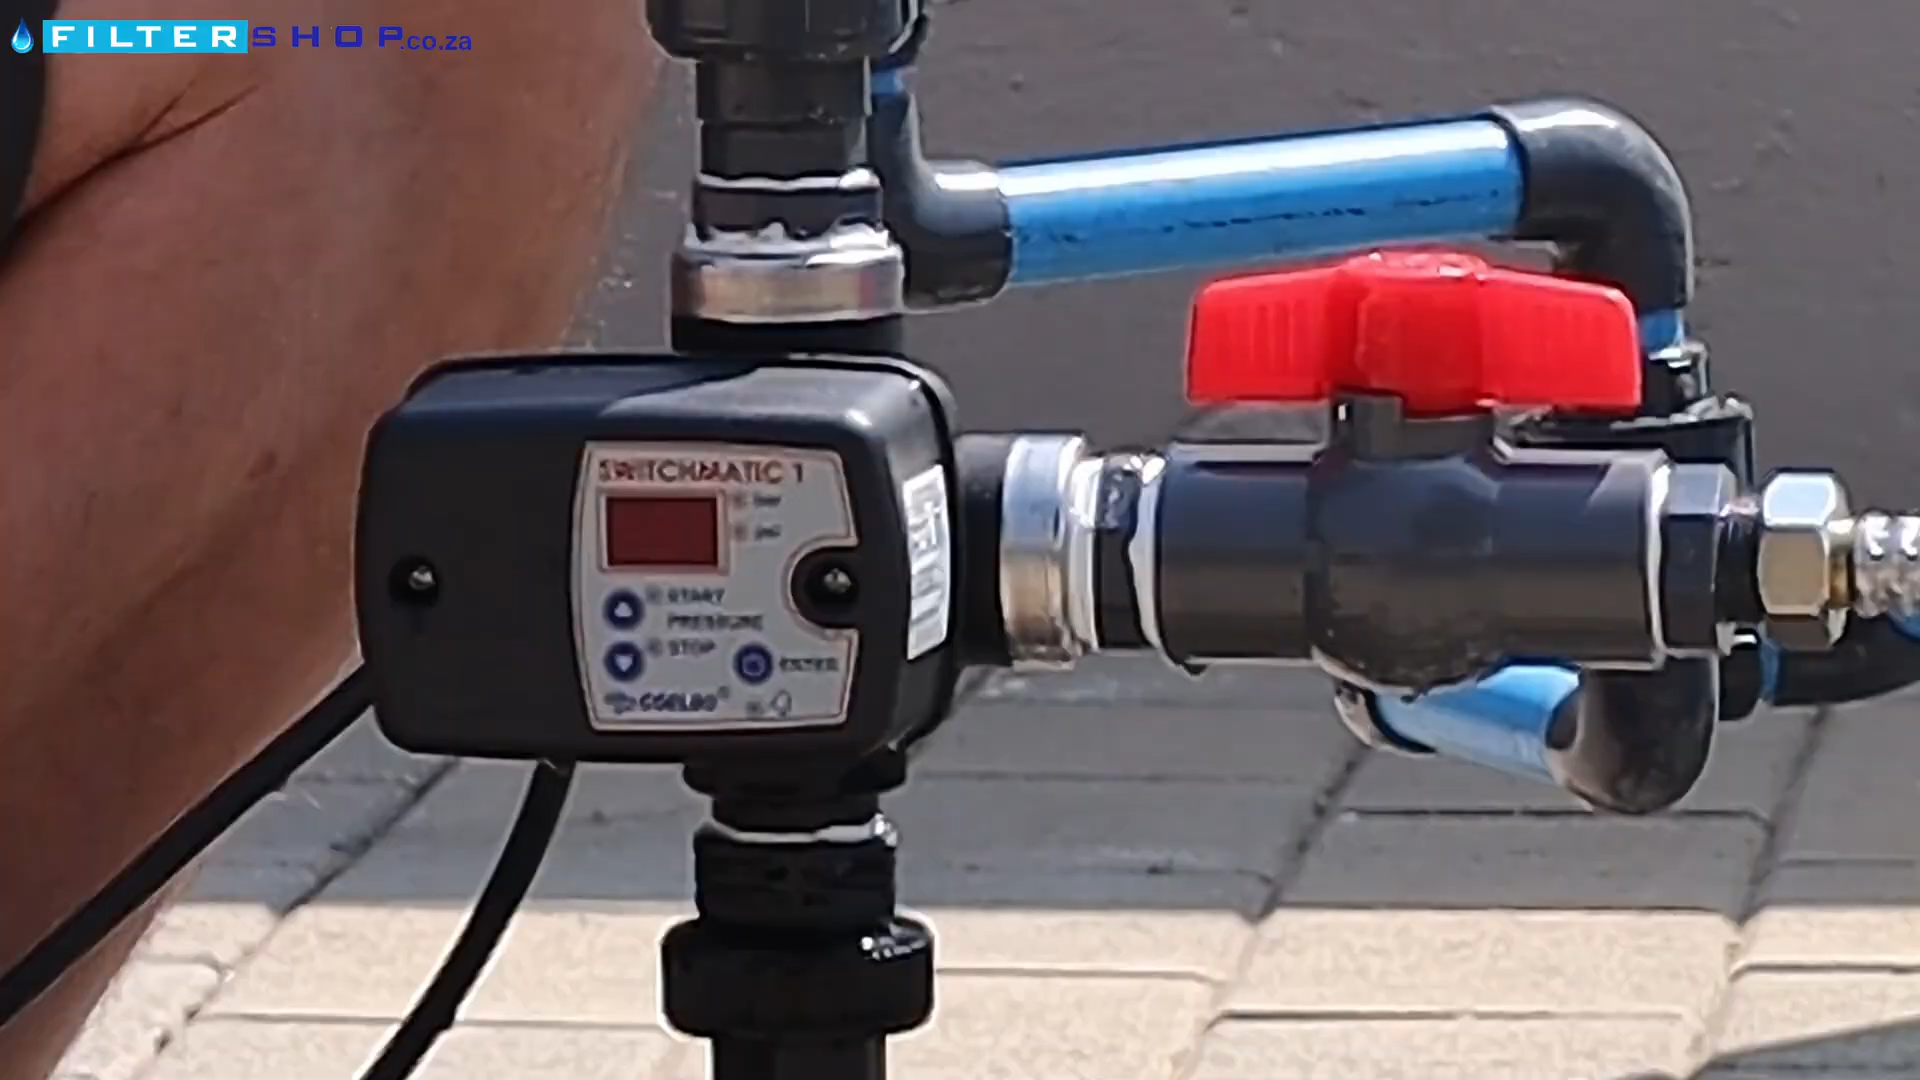 FILTERSHOP.co.za
SWITCHMATIC 1
bar
psi
START
PRESSURE
STOP
ENTER
COELBO®